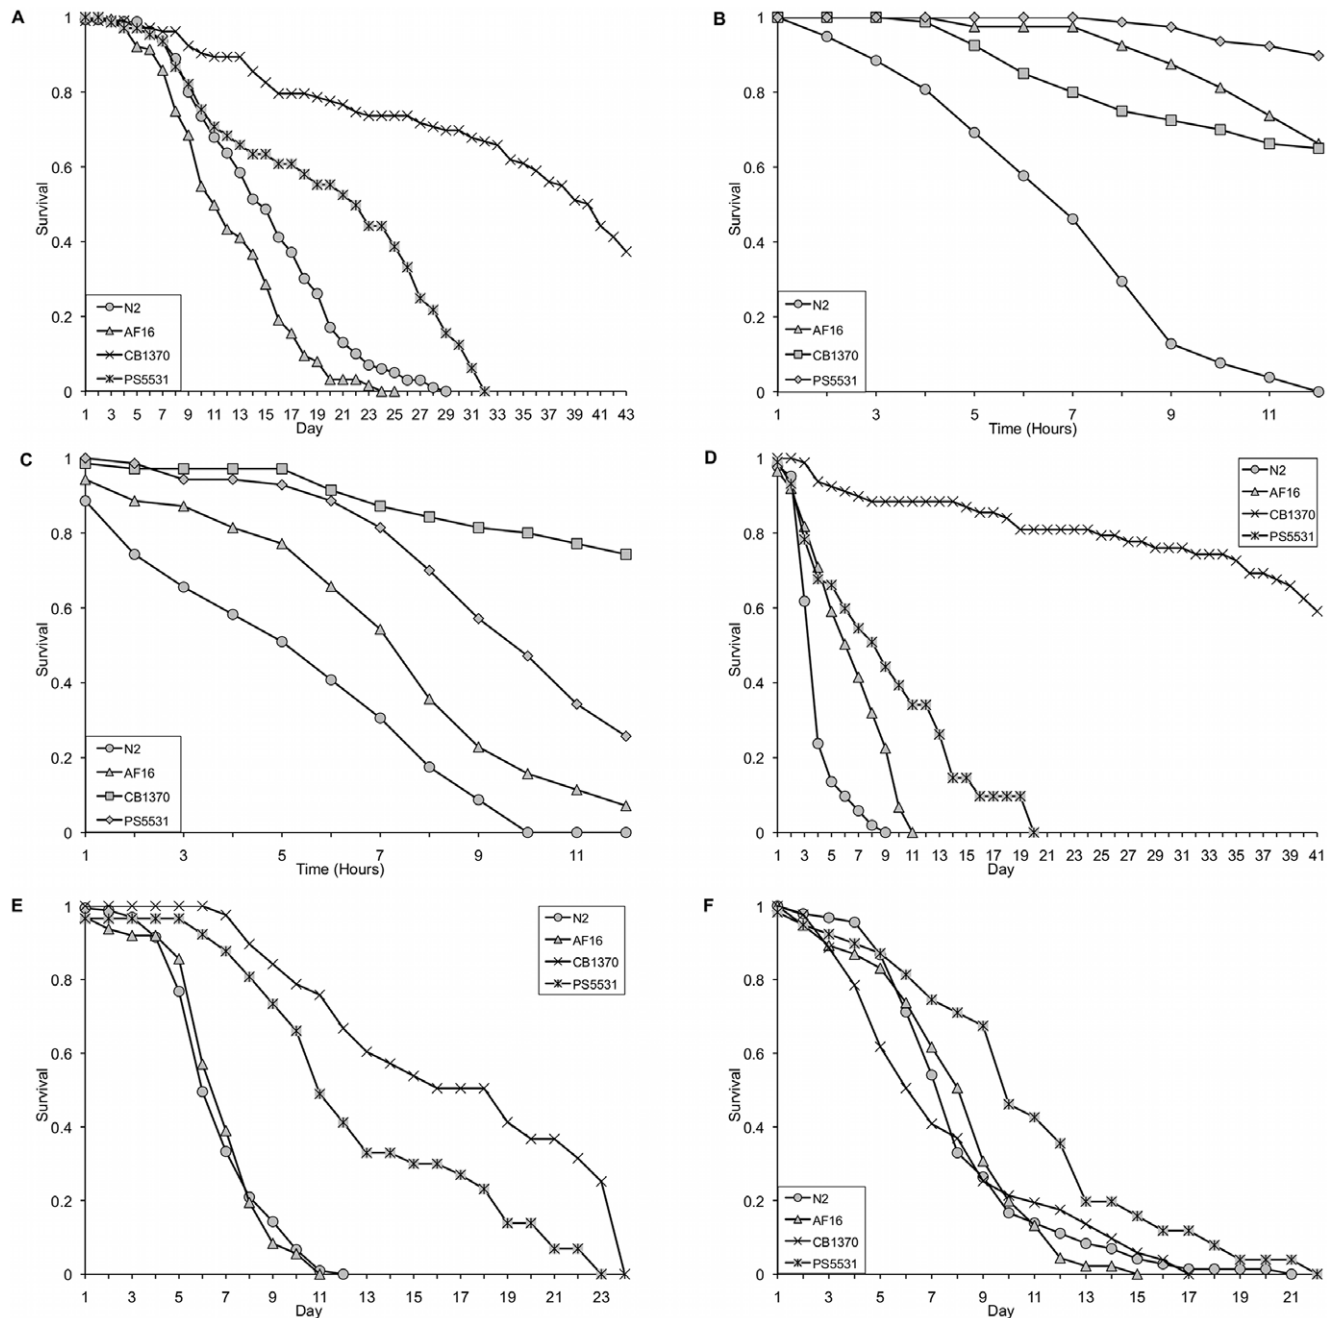 A
1
0.8
0.6
0.4
0.2
0
Survival
N2
AF16
CB1370
PS5531
1 3 5 7 9 11 13 15 17 19 21 23 25 27 29 31 33 35 37 39 41 43
Day
B
1
0.8
0.6
0.4
0.2
0
Survival
N2
AF16
CB1370
PS5531
1 3 5 7 9 11
Time (Hours)
C
1
0.8
0.6
0.4
0.2
0
Survival
N2
AF16
CB1370
PS5531
1 3 5 7 9 11
Time (Hours)
D
1
0.8
0.6
0.4
0.2
0
Survival
N2
AF16
CB1370
PS5531
1 3 5 7 9 11 13 15 17 19 21 23 25 27 29 31 33 35 37 39 41
Day
E
1
0.8
0.6
0.4
0.2
0
Survival
N2
AF16
CB1370
PS5531
1 3 5 7 9 11 13 15 17 19 21 23
Day
F
1
0.8
0.6
0.4
0.2
0
Survival
N2
AF16
CB1370
PS5531
1 3 5 7 9 11 13 15 17 19 21
Day